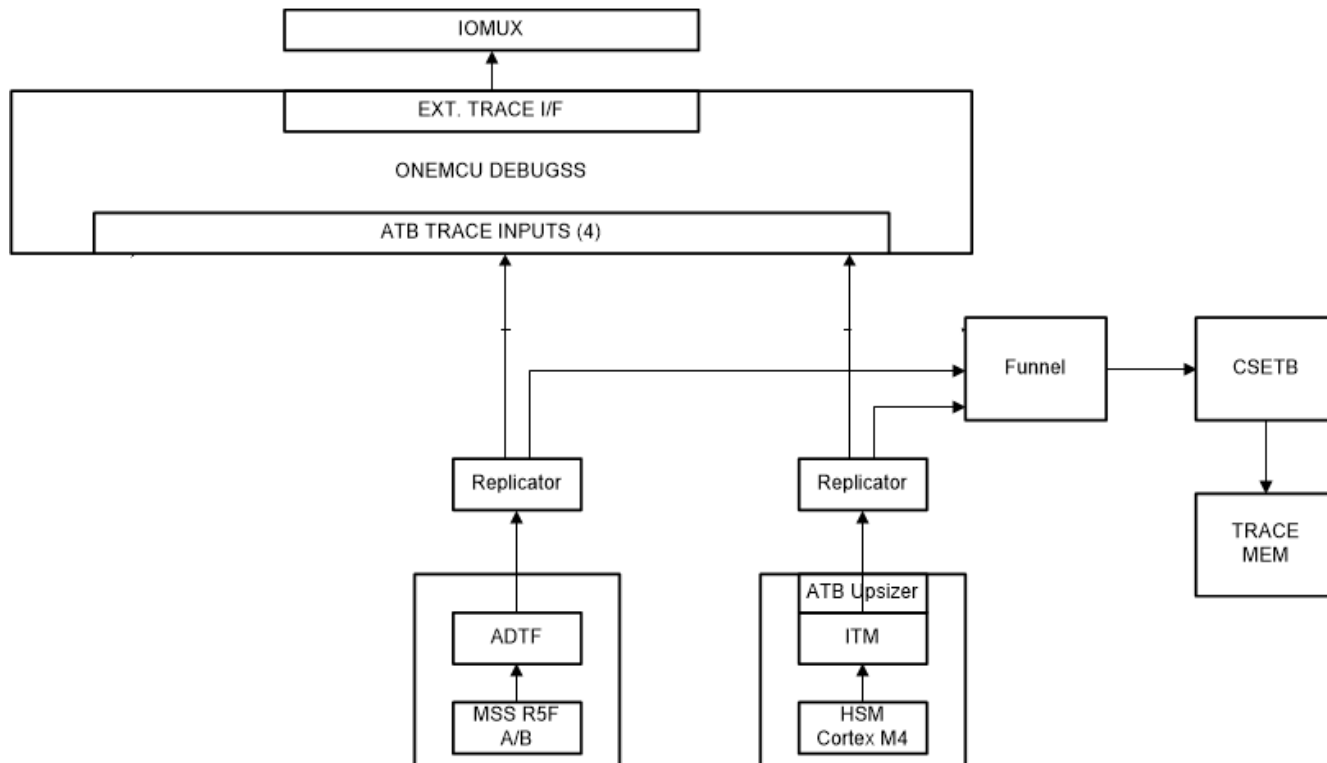 IOMUX
EXT. TRACE I/F
ONEMCU DEBUGSS
ATB TRACE INPUTS (4)
Funnel
CSETB
Replicator
Replicator
TRACE
MEM
ATB Upsizer
ADTF
ITM
MSS R5F
A/B
HSM
Cortex M4